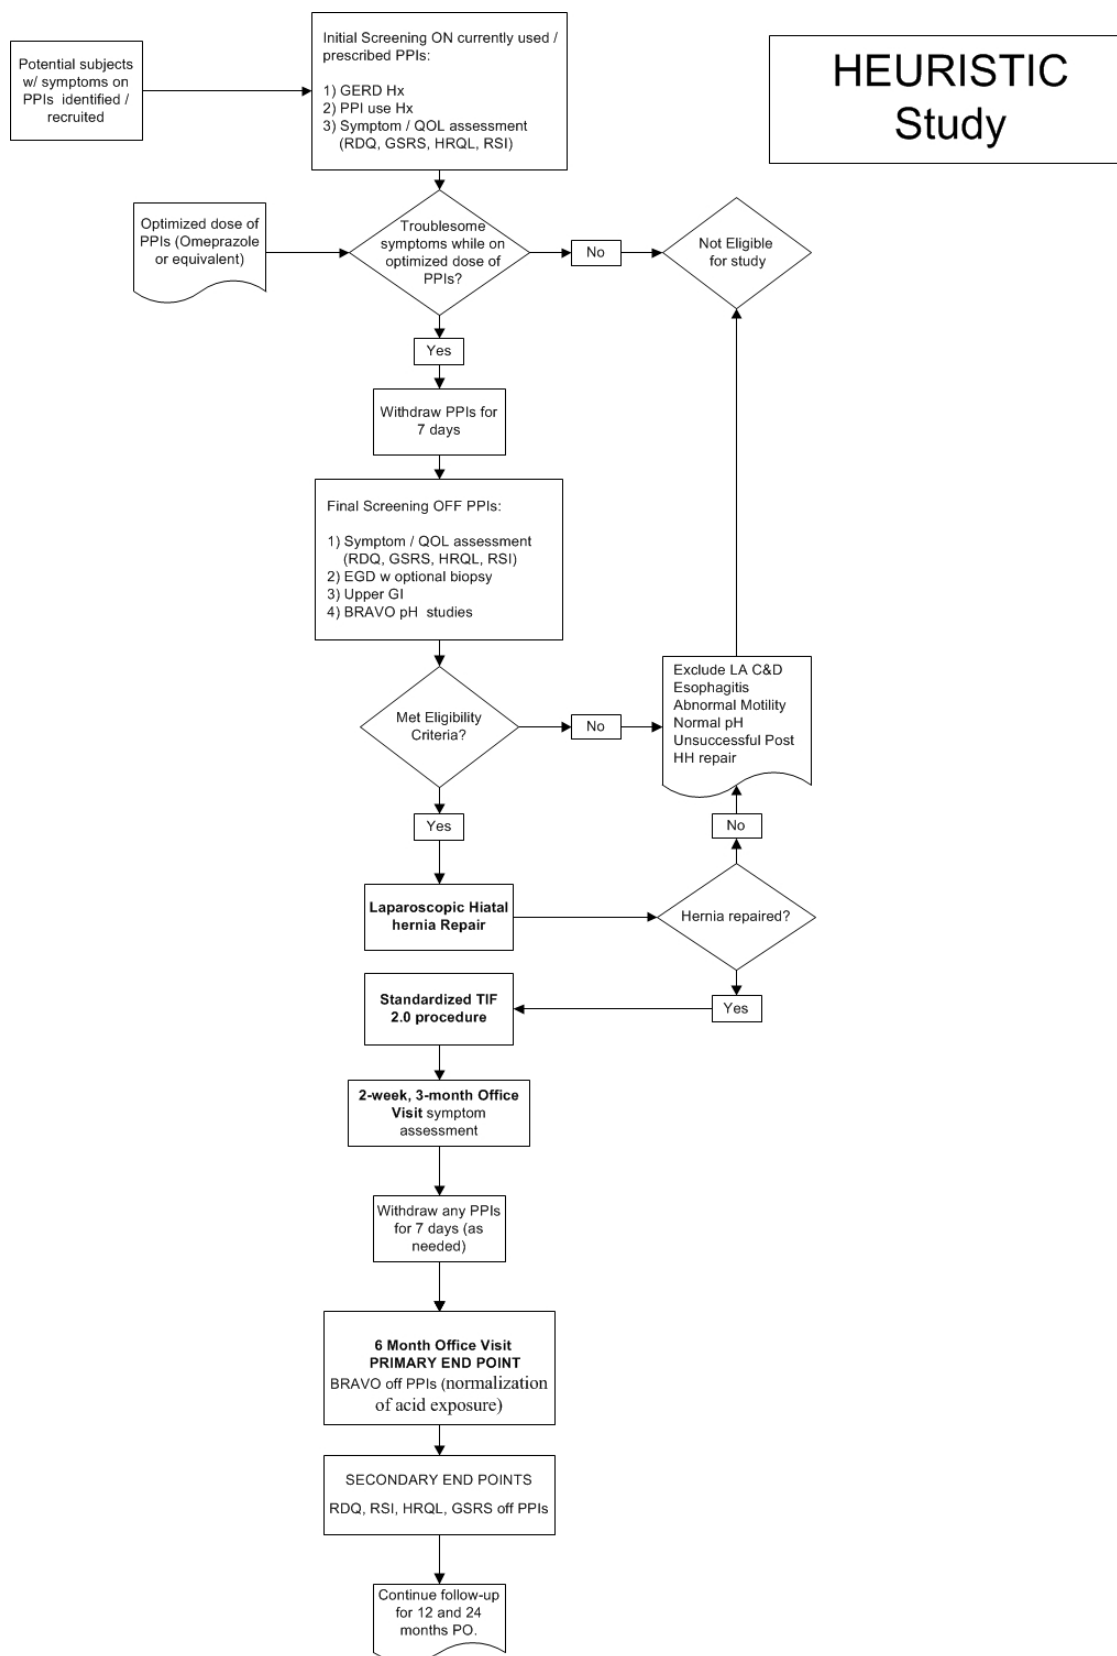 HEURISTIC
Study
Potential subjects
w/ symptoms on
PPIs identified /
recruited
Initial Screening ON currently used /
prescribed PPIs:
1) GERD Hx
2) PPI use Hx
3) Symptom / QOL assessment
(RDQ, GSRS, HRQL, RSI)
Optimized dose of
PPIs (Omeprazole
or equivalent)
Troublesome
symptoms while on
optimized dose of
PPIs?
No
Not Eligible
for study
Yes
Withdraw PPIs for
7 days
Final Screening OFF PPIs:
1) Symptom / QOL assessment
(RDQ, GSRS, HRQL, RSI)
2) EGD w optional biopsy
3) Upper GI
4) BRAVO pH studies
Met Eligibility
Criteria?
No
Exclude LA C&D
Esophagitis
Abnormal Motility
Normal pH
Unsuccessful Post
HH repair
Yes
No
Laparoscopic Hiatal
hernia Repair
Hernia repaired?
Yes
Standardized TIF
2.0 procedure
2-week, 3-month Office
Visit symptom
assessment
Withdraw any PPIs
for 7 days (as
needed)
6 Month Office Visit
PRIMARY END POINT
BRAVO off PPIs (normalization
of acid exposure)
SECONDARY END POINTS
RDQ, RSI, HRQL, GSRS off PPIs
Continue follow-up
for 12 and 24
months PO.